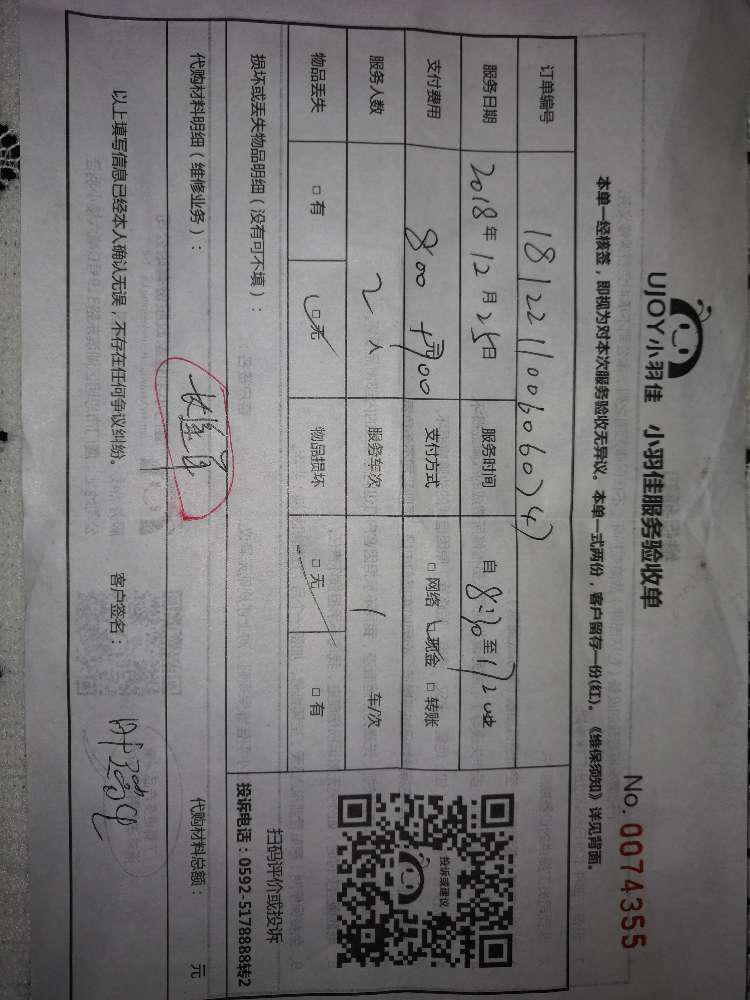 UJOY小羽佳 小羽佳服务验收单
No. 0074355
本单一经核签，即视为对本次服务验收无异议。本单一式两份，客户留存一份(红)。《维保须知》详见背面。
订单编号
服务日期 2018年12月25日 服务时间 自8:30至
支付费用 800+ 元 支付方式 □网络 □现金 □转账
服务人数 2人 服务车次 1 车/次
物品丢失 □有 □无 物品损坏 □无 □有
损坏或丢失物品明细（没有可不填）：
投诉或建议
扫码评价或投诉
投诉电话：0592-5178888转2
代购材料明细（维修业务）： 代购材料总额： 元
以上填写信息已经本人确认无误，不存在任何争议纠纷。 客户签名：